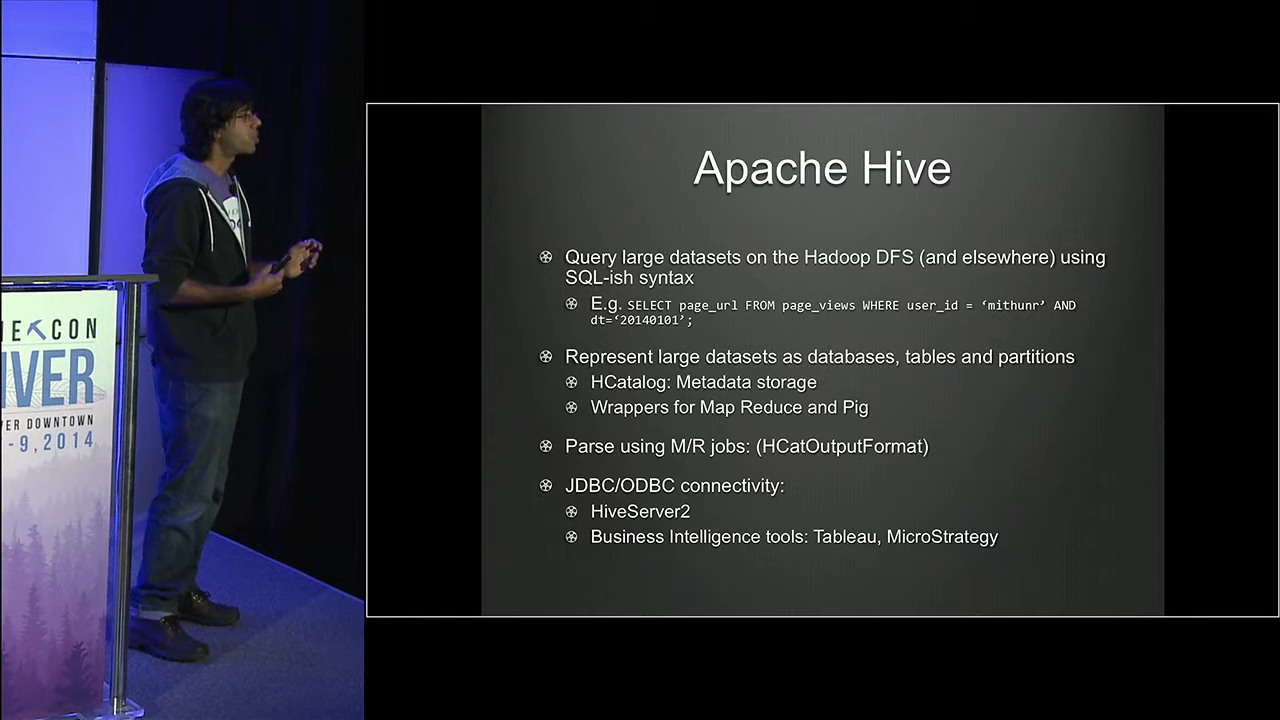 E CON
VER
ER DOWNTOWN
-9, 2014
Apache Hive
Query large datasets on the Hadoop DFS (and elsewhere) using
SQL-ish syntax
E.g. SELECT page_url FROM page_views WHERE user_id = ‘mithunr’ AND
dt=‘20140101’;
Represent large datasets as databases, tables and partitions
HCatalog: Metadata storage
Wrappers for Map Reduce and Pig
Parse using M/R jobs: (HCatOutputFormat)
JDBC/ODBC connectivity:
HiveServer2
Business Intelligence tools: Tableau, MicroStrategy